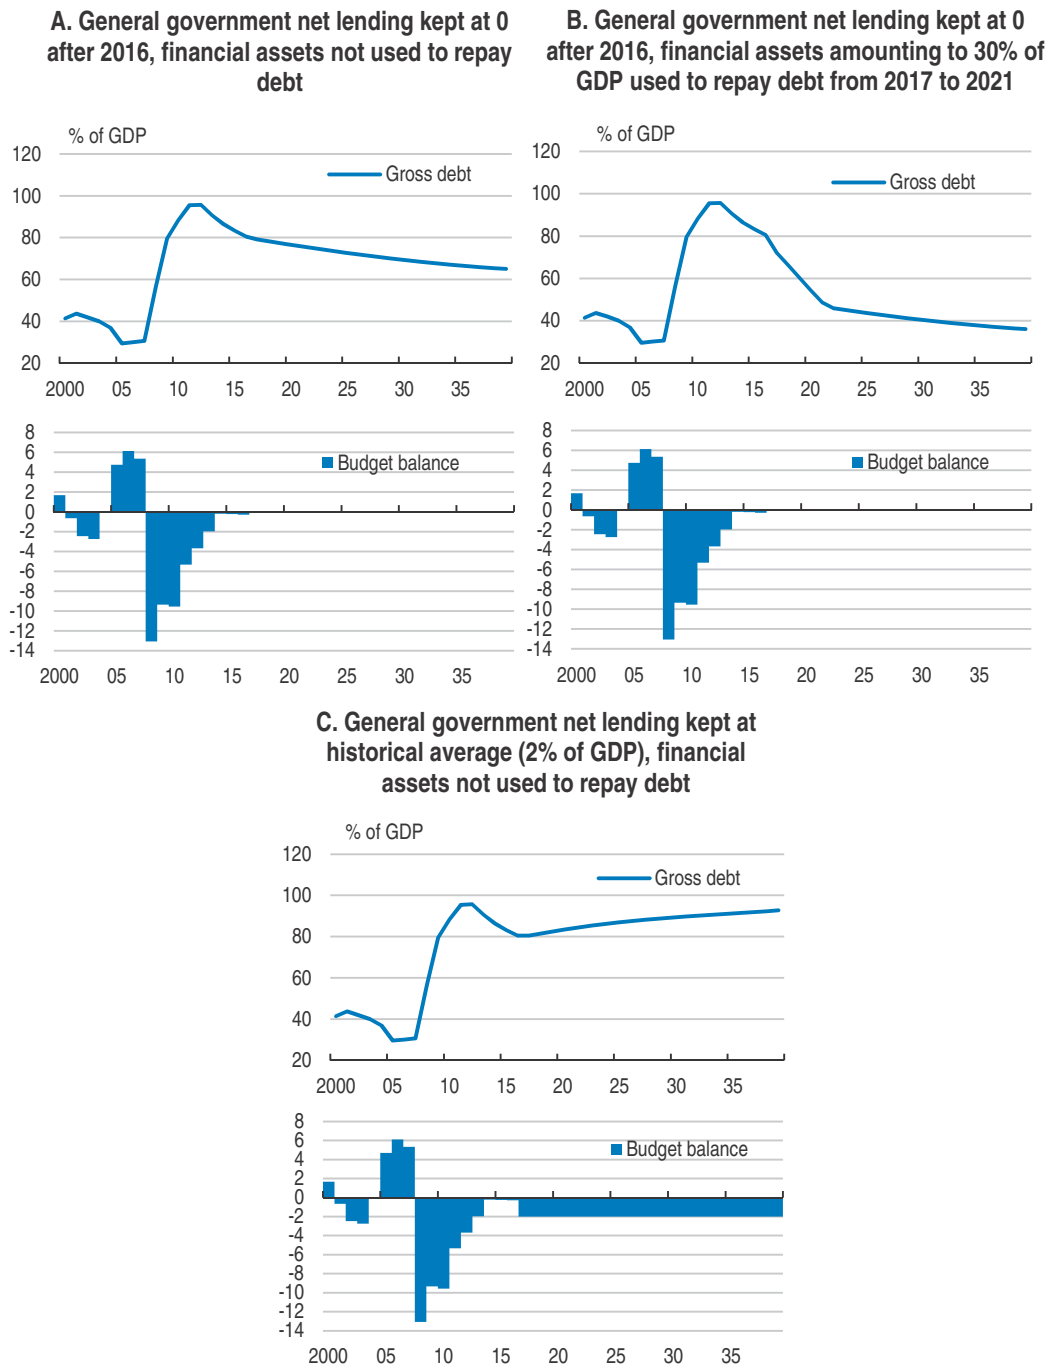 A. General government net lending kept at 0
after 2016, financial assets not used to repay
debt
% of GDP
120
100
80
60
40
20
Gross debt
2000 05 10 15 20 25 30 35
8
6
4
2
0
-2
-4
-6
-8
-10
-12
-14
Budget balance
2000 05 10 15 20 25 30 35
B. General government net lending kept at 0
after 2016, financial assets amounting to 30% of
GDP used to repay debt from 2017 to 2021
% of GDP
120
100
80
60
40
20
Gross debt
2000 05 10 15 20 25 30 35
8
6
4
2
0
-2
-4
-6
-8
-10
-12
-14
Budget balance
2000 05 10 15 20 25 30 35
C. General government net lending kept at
historical average (2% of GDP), financial
assets not used to repay debt
% of GDP
120
100
80
60
40
20
Gross debt
2000 05 10 15 20 25 30 35
8
6
4
2
0
-2
-4
-6
-8
-10
-12
-14
Budget balance
2000 05 10 15 20 25 30 35